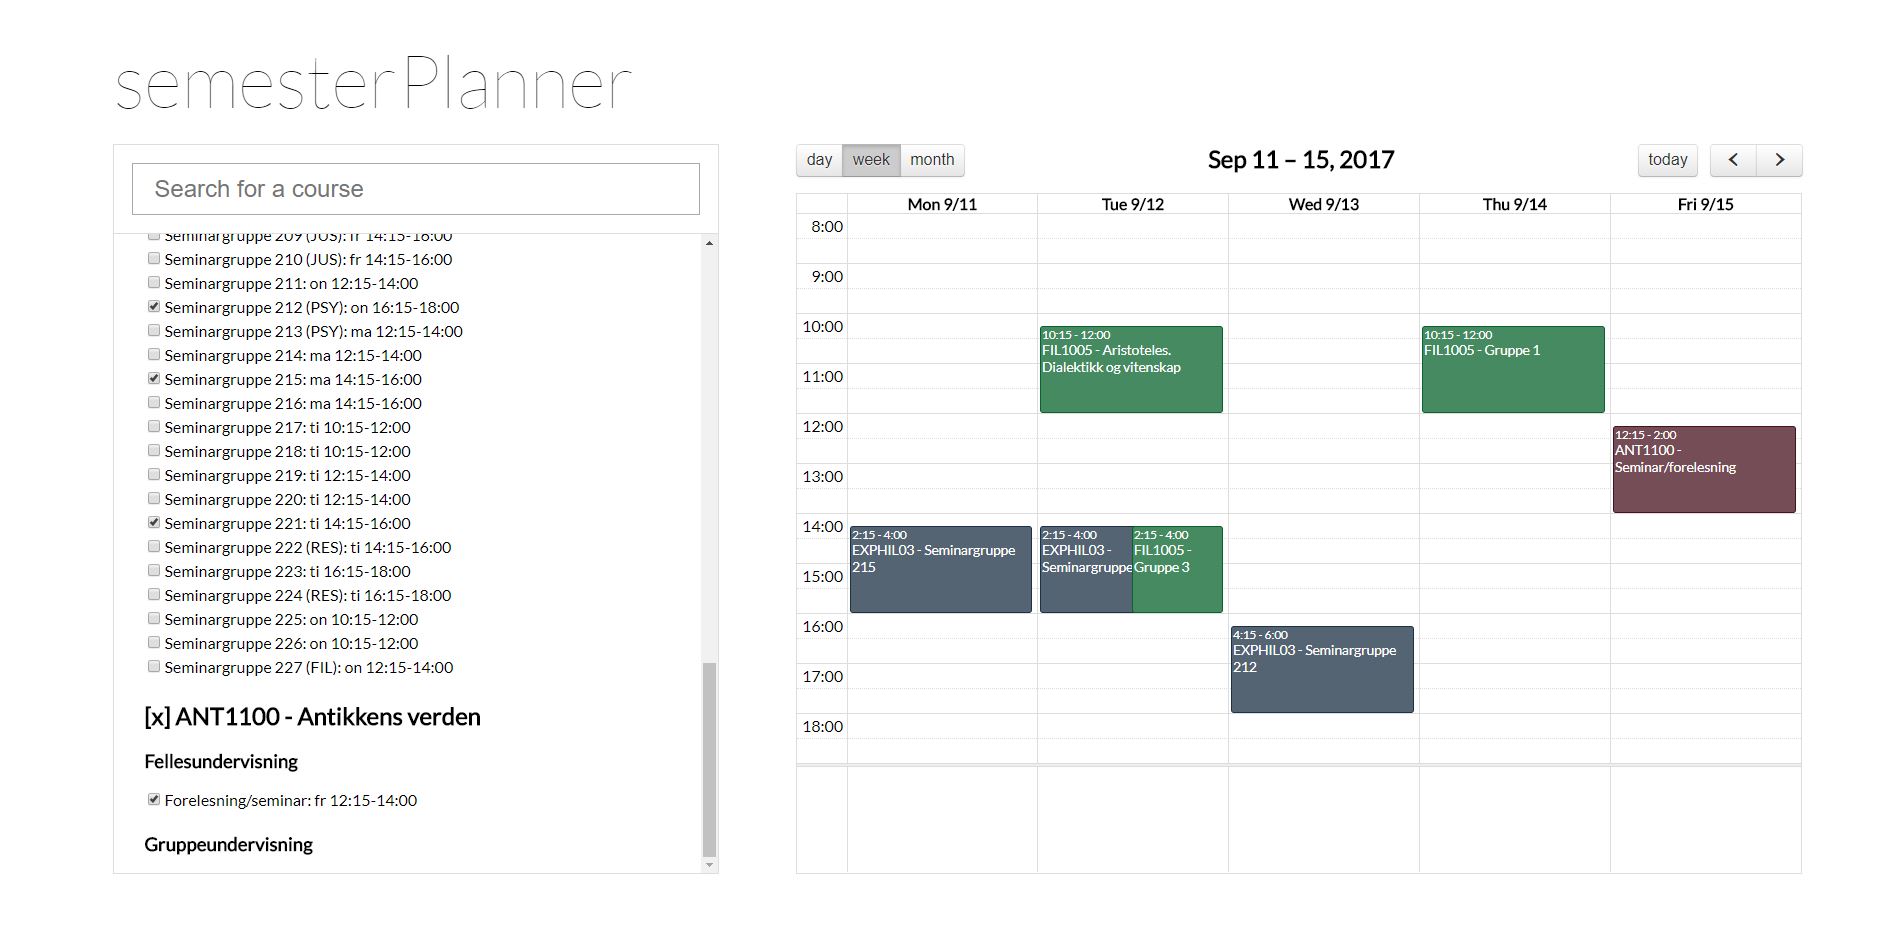 semesterPlanner
Search for a course
Seminargruppe 209 (JUS): fr 14:15-16:00
Seminargruppe 210 (JUS): fr 14:15-16:00
Seminargruppe 211: on 12:15-14:00
Seminargruppe 212 (PSY): on 16:15-18:00
Seminargruppe 213 (PSY): ma 12:15-14:00
Seminargruppe 214: ma 12:15-14:00
Seminargruppe 215: ma 14:15-16:00
Seminargruppe 216: ma 14:15-16:00
Seminargruppe 217: ti 10:15-12:00
Seminargruppe 218: ti 10:15-12:00
Seminargruppe 219: ti 12:15-14:00
Seminargruppe 220: ti 12:15-14:00
Seminargruppe 221: ti 14:15-16:00
Seminargruppe 222 (RES): ti 14:15-16:00
Seminargruppe 223: ti 16:15-18:00
Seminargruppe 224 (RES): ti 16:15-18:00
Seminargruppe 225: on 10:15-12:00
Seminargruppe 226: on 10:15-12:00
Seminargruppe 227 (FIL): on 12:15-14:00
[x] ANT1100 - Antikkens verden
Fellesundervisning
Forelesning/seminar: fr 12:15-14:00
Gruppeundervisning
day week month
Sep 11 – 15, 2017
today
Mon 9/11 Tue 9/12 Wed 9/13 Thu 9/14 Fri 9/15
8:00
9:00
10:00
11:00
12:00
13:00
14:00
15:00
16:00
17:00
18:00
2:15 - 4:00
EXPHIL03 - Seminargruppe
215
10:15 - 12:00
FIL1005 - Aristoteles.
Dialektikk og vitenskap
2:15 - 4:00
EXPHIL03 -
Seminargruppe
2:15 - 4:00
FIL1005 -
Gruppe 3
4:15 - 6:00
EXPHIL03 - Seminargruppe
212
10:15 - 12:00
FIL1005 - Gruppe 1
12:15 - 2:00
ANT1100 -
Seminar/forelesning